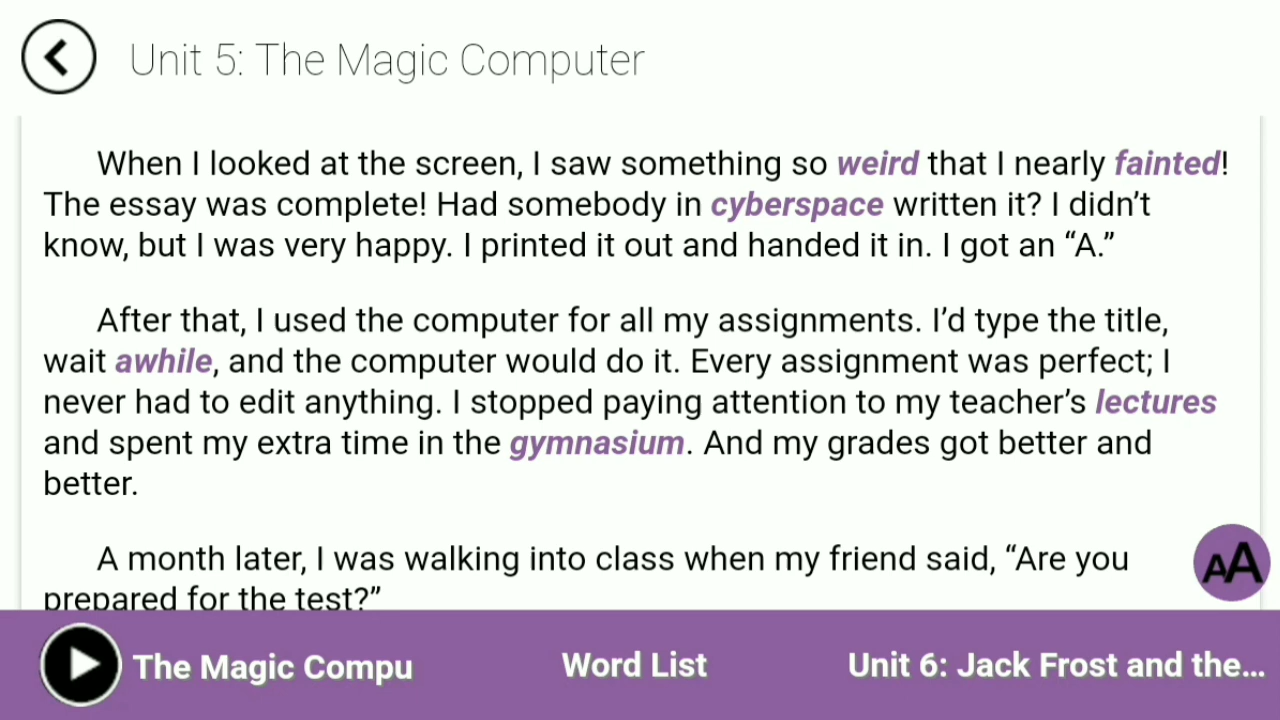 Unit 5: The Magic Computer
When I looked at the screen, I saw something so weird that I nearly fainted!
The essay was complete! Had somebody in cyberspace written it? I didn’t
know, but I was very happy. I printed it out and handed it in. I got an “A.”
After that, I used the computer for all my assignments. I’d type the title,
wait awhile, and the computer would do it. Every assignment was perfect; I
never had to edit anything. I stopped paying attention to my teacher’s lectures
and spent my extra time in the gymnasium. And my grades got better and
better.
A month later, I was walking into class when my friend said, “Are you
prepared for the test?”
AA
The Magic Compu
Word List
Unit 6: Jack Frost and the...